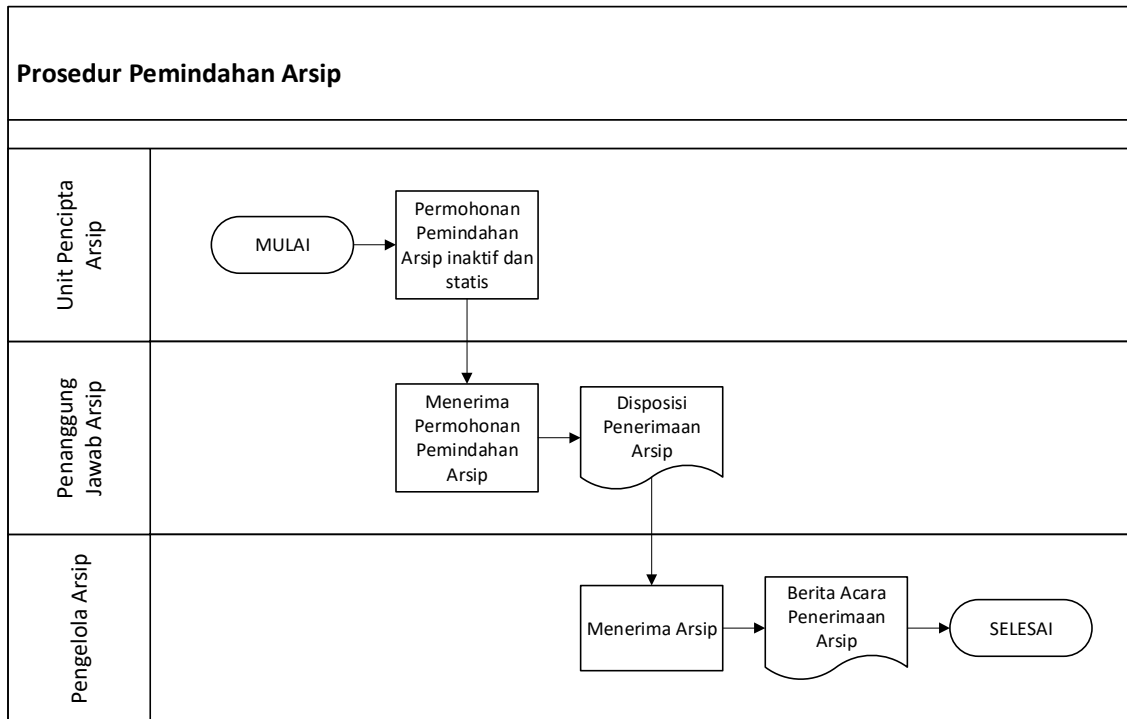 Prosedur Pemindahan Arsip
Unit Pencipta
Arsip
MULAI
Permohonan
Pemindahan
Arsip inaktif dan
statis
Penanggung
Jawab Arsip
Menerima
Permohonan
Pemindahan
Arsip
Disposisi
Penerimaan
Arsip
Pengelola Arsip
Menerima Arsip
Berita Acara
Penerimaan
Arsip
SELESAI